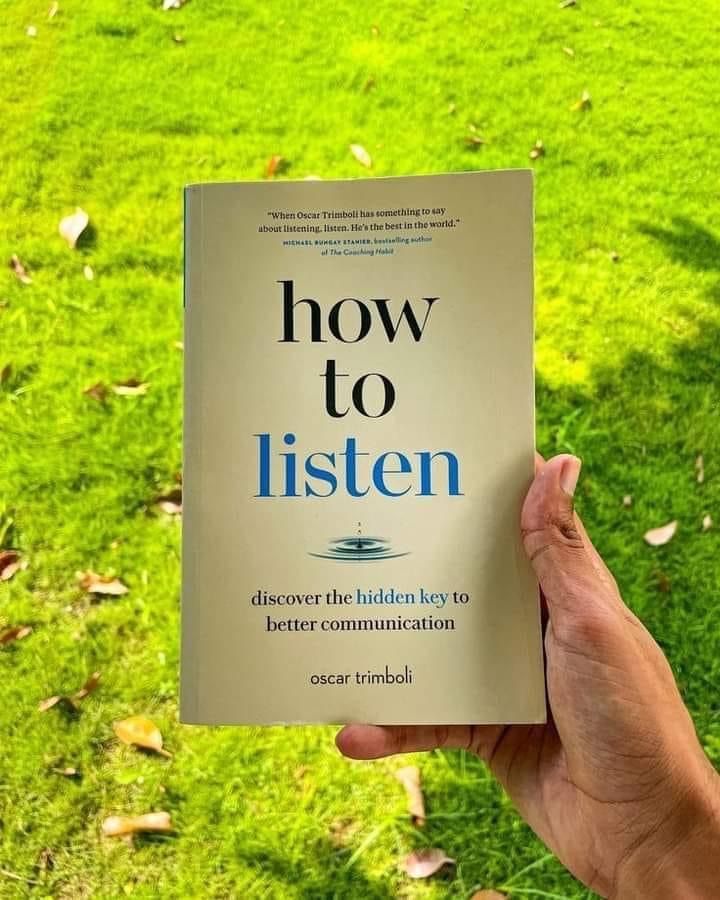 "When Oscar Trimboli has something to say
about listening, listen. He's the best in the world."
MICHAEL BUNGAY STANIER, bestselling author
of The Coaching Habit
how
to
listen
discover the hidden key to
better communication
oscar trimboli